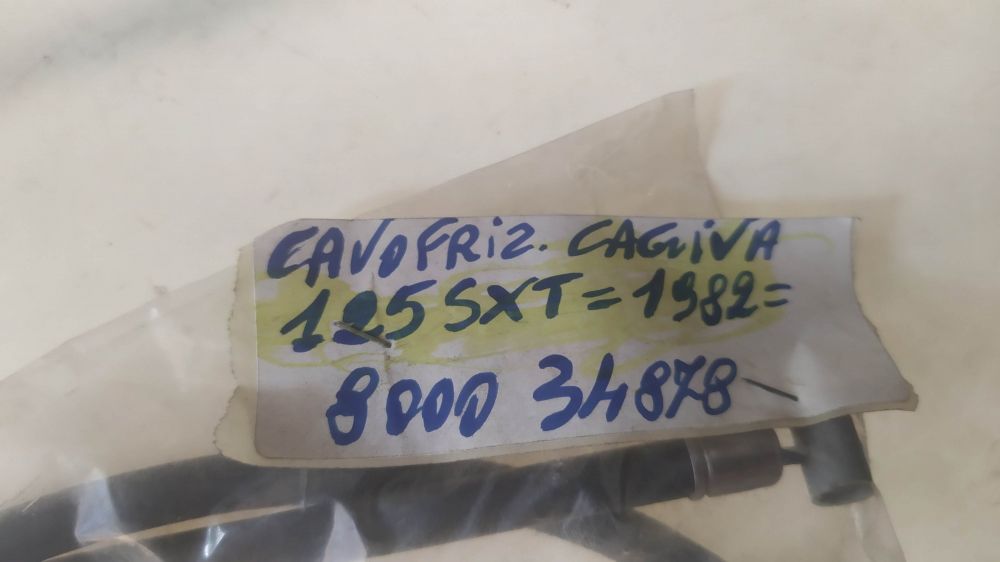 CAVO FRIZ. CAGIVA
125 SXT = 1982 =
8000 34878